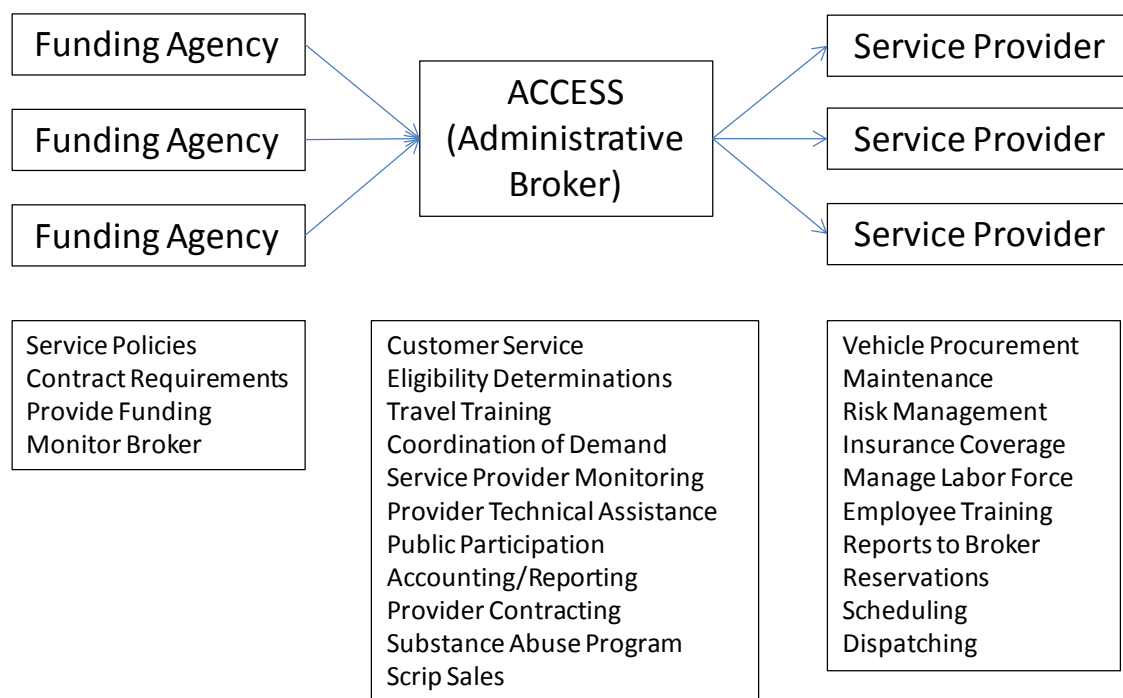 Funding Agency
Funding Agency
Funding Agency
ACCESS
(Administrative
Broker)
Service Provider
Service Provider
Service Provider
Service Policies
Contract Requirements
Provide Funding
Monitor Broker
Customer Service
Eligibility Determinations
Travel Training
Coordination of Demand
Service Provider Monitoring
Provider Technical Assistance
Public Participation
Accounting/Reporting
Provider Contracting
Substance Abuse Program
Scrip Sales
Vehicle Procurement
Maintenance
Risk Management
Insurance Coverage
Manage Labor Force
Employee Training
Reports to Broker
Reservations
Scheduling
Dispatching